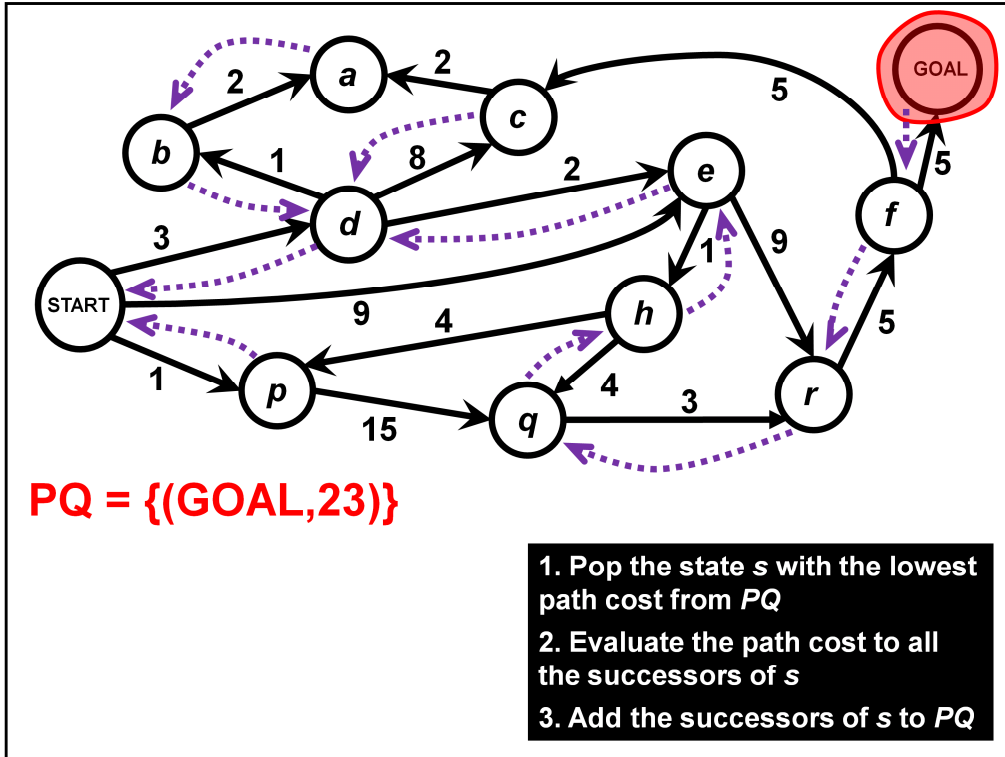 GOAL
2
a
2
c
5
b
1
8
2
e
5
f
d
3
9
1
START
9
4
h
5
1
p
4
r
15
q
3
PQ = {(GOAL,23)}
1. Pop the state s with the lowest
path cost from PQ
2. Evaluate the path cost to all
the successors of s
3. Add the successors of s to PQ